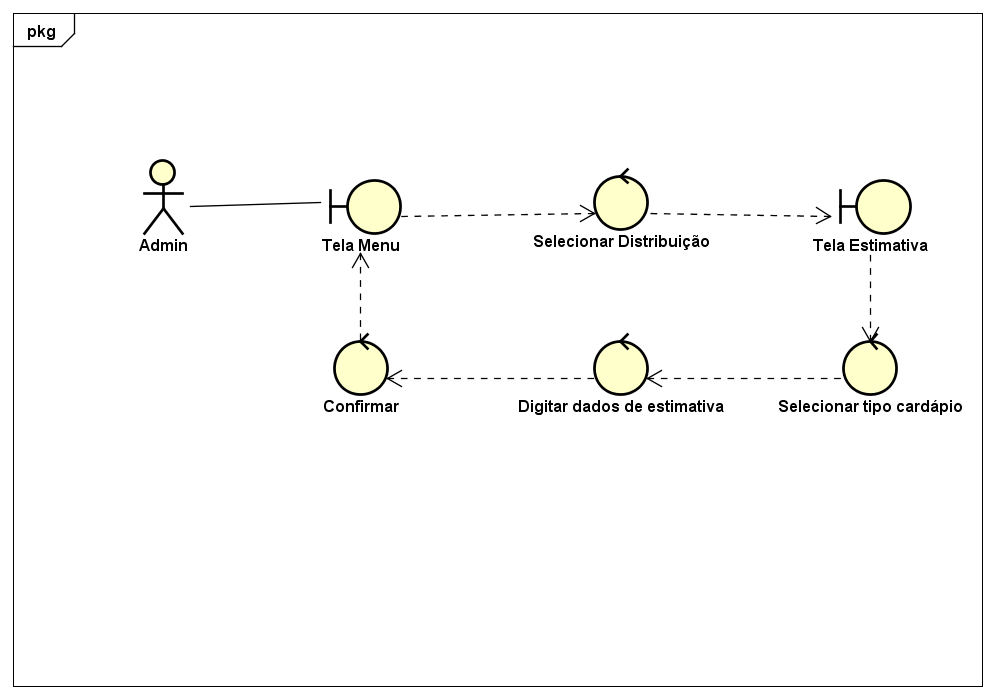 pkg
Admin
Tela Menu
Selecionar Distribuição
Tela Estimativa
Confirmar
Digitar dados de estimativa
Selecionar tipo cardápio